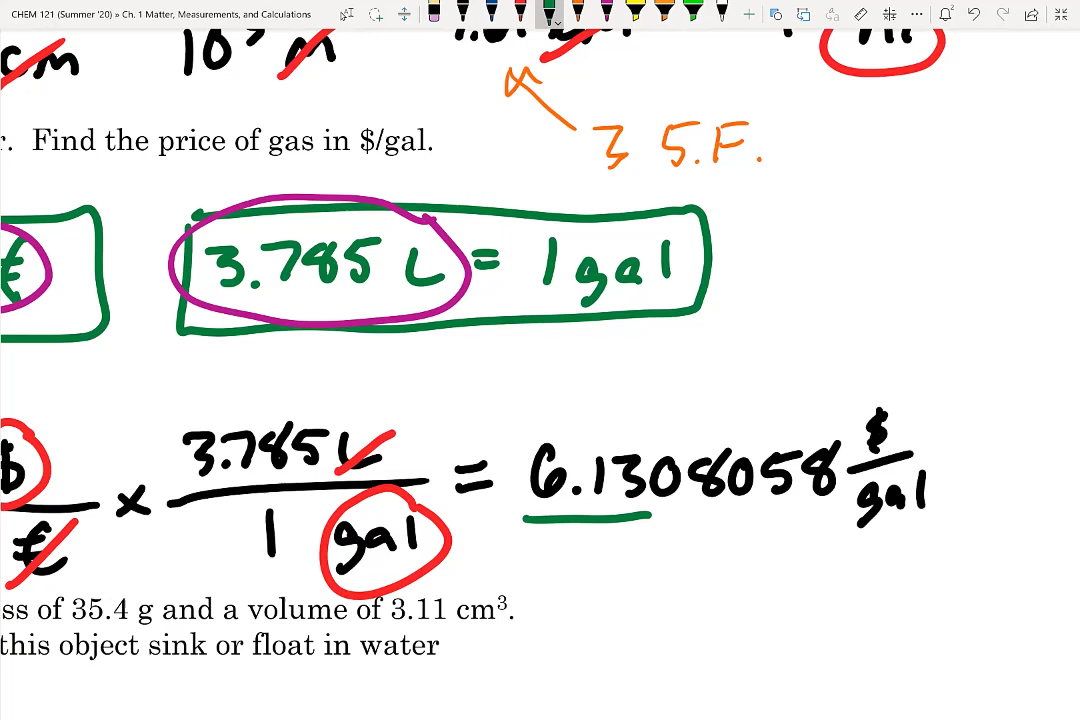 CHEM 121 (Summer '20) » Ch. 1 Matter, Measurements, and Calculations
cm 10³ m
r. Find the price of gas in $/gal.
3 S.F.
€ 3.785 L = 1 gal
$ / € × 3.785 L / 1 gal = 6.1308058 $/gal
ss of 35.4 g and a volume of 3.11 cm³.
this object sink or float in water